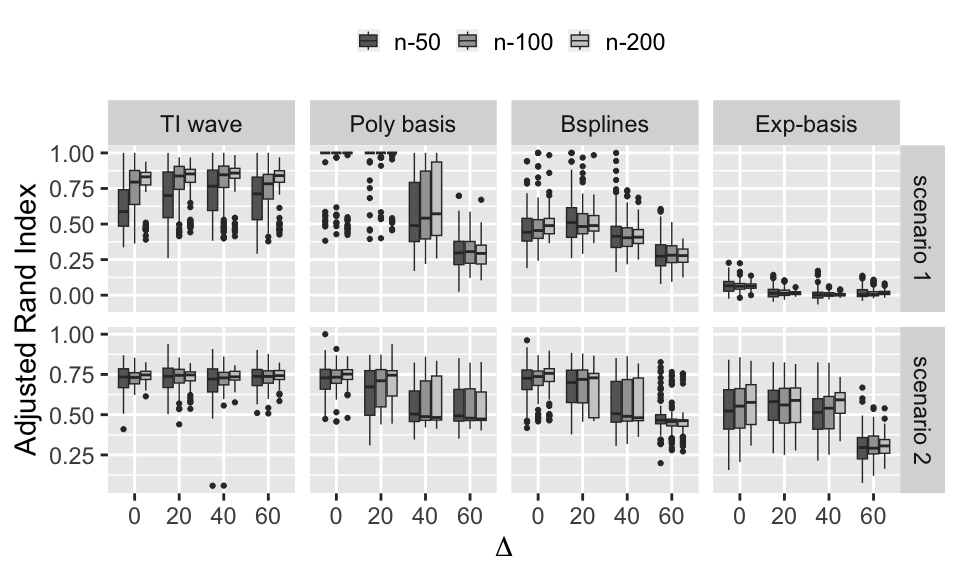 n-50 n-100 n-200
TI wave Poly basis Bsplines Exp-basis
Adjusted Rand Index
1.00
0.75
0.50
0.25
0.00
scenario 1
1.00
0.75
0.50
0.25
scenario 2
0 20 40 60 0 20 40 60 0 20 40 60 0 20 40 60
Δ